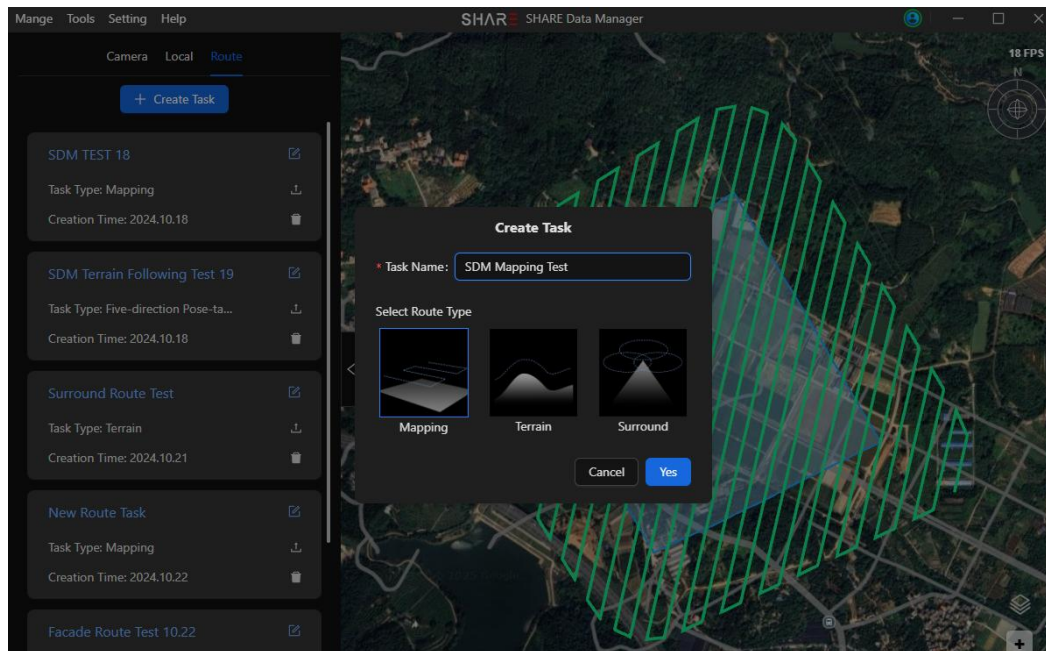 Mange Tools Setting Help
SHARE SHARE Data Manager
Camera Local Route
+ Create Task
SDM TEST 18
Task Type: Mapping
Creation Time: 2024.10.18
SDM Terrain Following Test 19
Task Type: Five-direction Pose-ta...
Creation Time: 2024.10.18
Surround Route Test
Task Type: Terrain
Creation Time: 2024.10.21
New Route Task
Task Type: Mapping
Creation Time: 2024.10.22
Facade Route Test 10.22
18 FPS
N
Create Task
* Task Name: SDM Mapping Test
Select Route Type
Mapping Terrain Surround
Cancel Yes